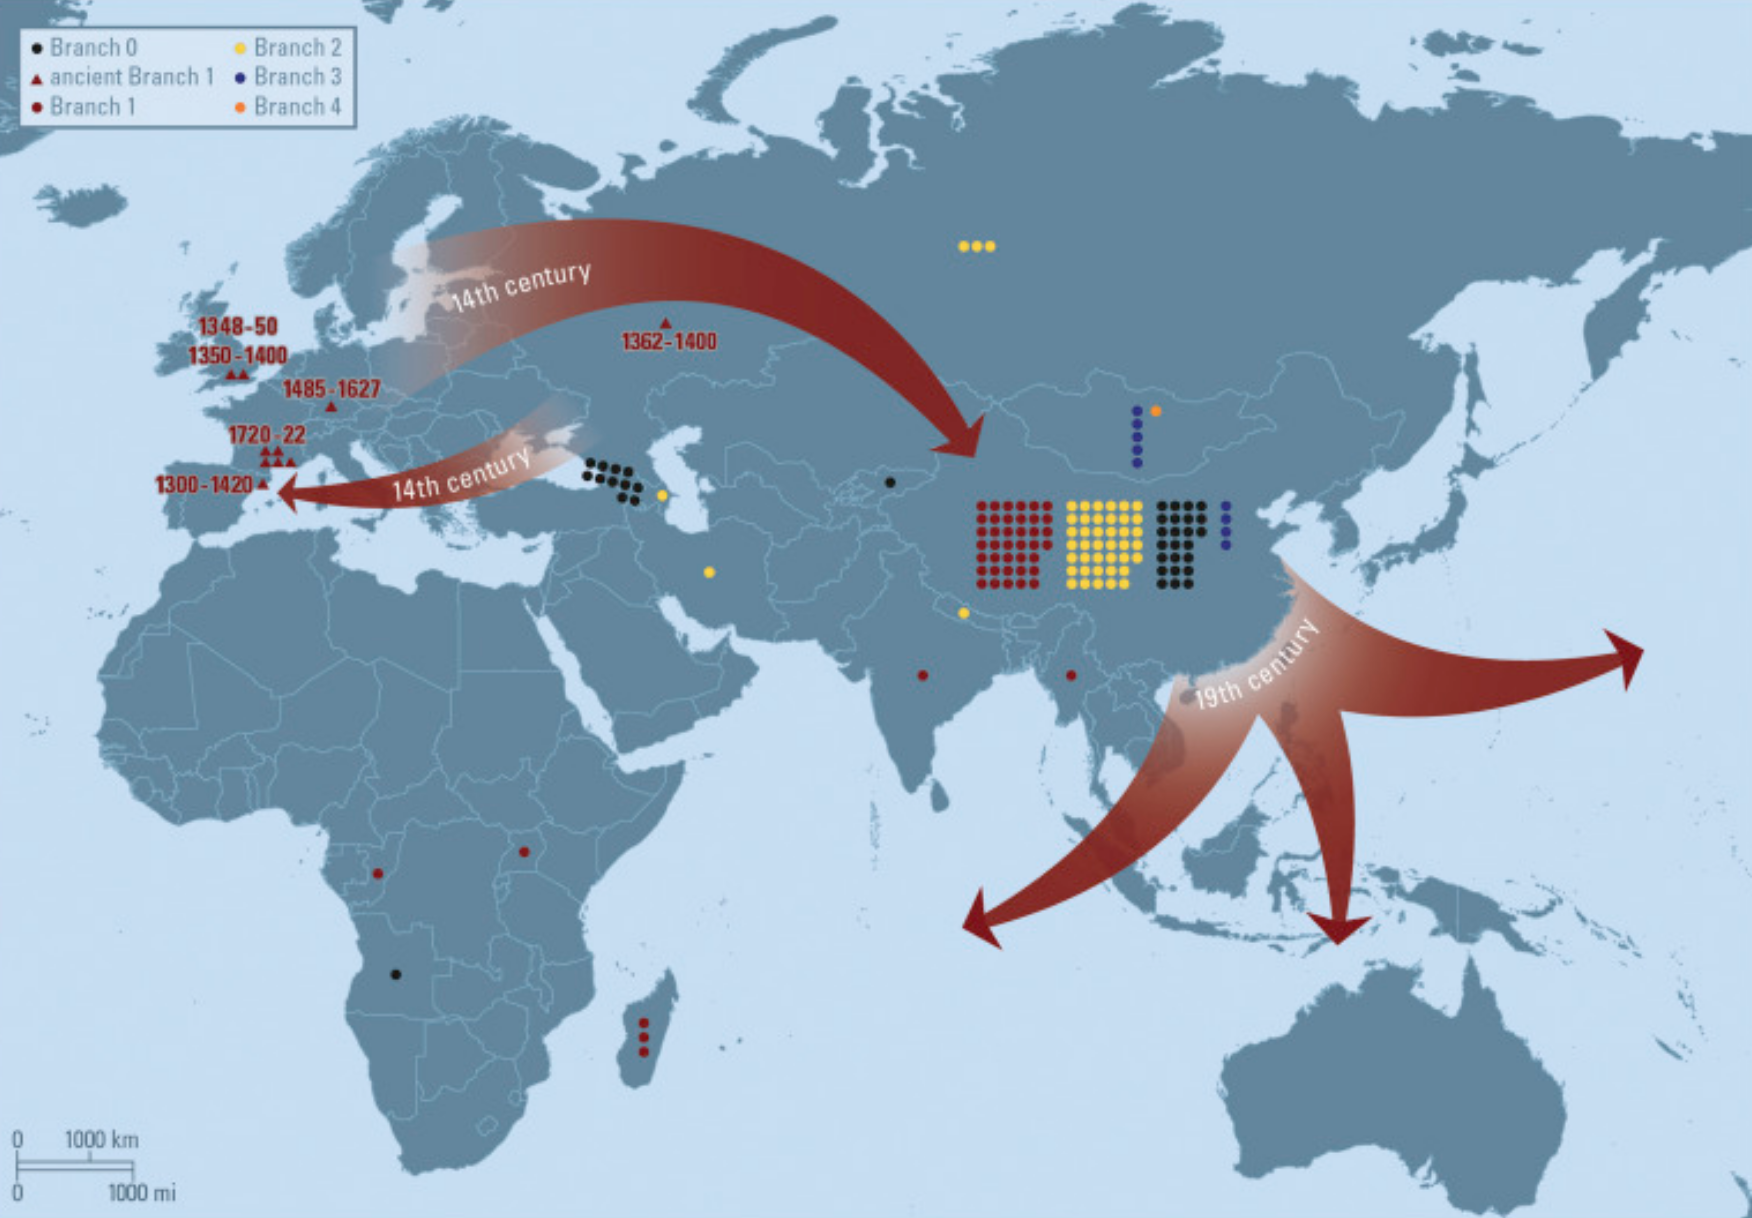 Branch 0
ancient Branch 1
Branch 1
Branch 2
Branch 3
Branch 4
14th century
1348-50
1350-1400
1362-1400
1485-1627
1720-22
1300-1420
14th century
19th century
0 1000 km
0 1000 mi